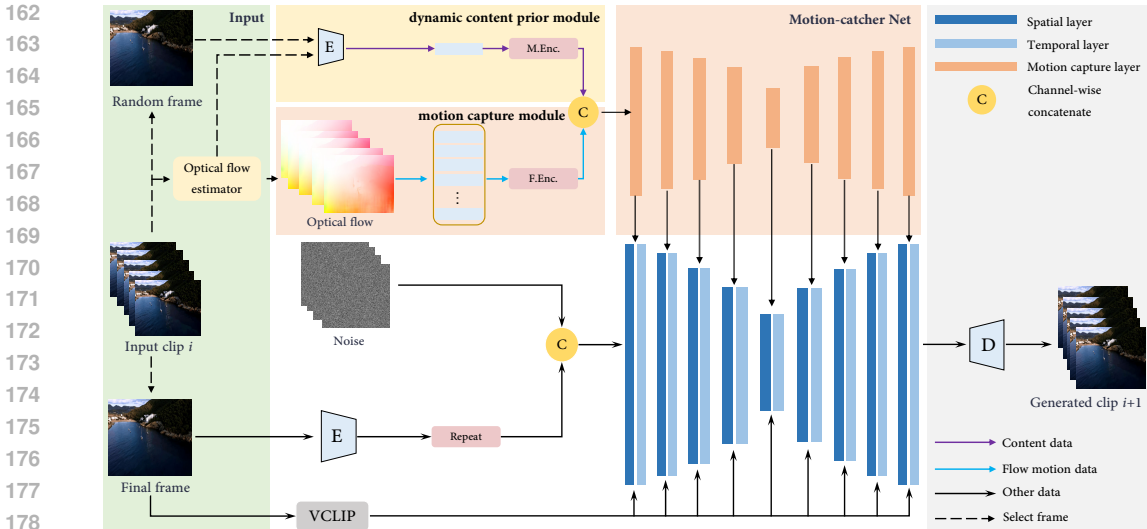 162
163
164
165
166
167
168
169
170
171
172
173
174
175
176
177
178
Input
Random frame
Optical flow
estimator
Input clip i
Final frame
dynamic content prior module
E
M.Enc.
motion capture module
C
F.Enc.
⋮
Optical flow
Noise
C
E
Repeat
VCLIP
Motion-catcher Net
Spatial layer
Temporal layer
Motion capture layer
C
Channel-wise
concatenate
D
Generated clip i+1
Content data
Flow motion data
Other data
Select frame